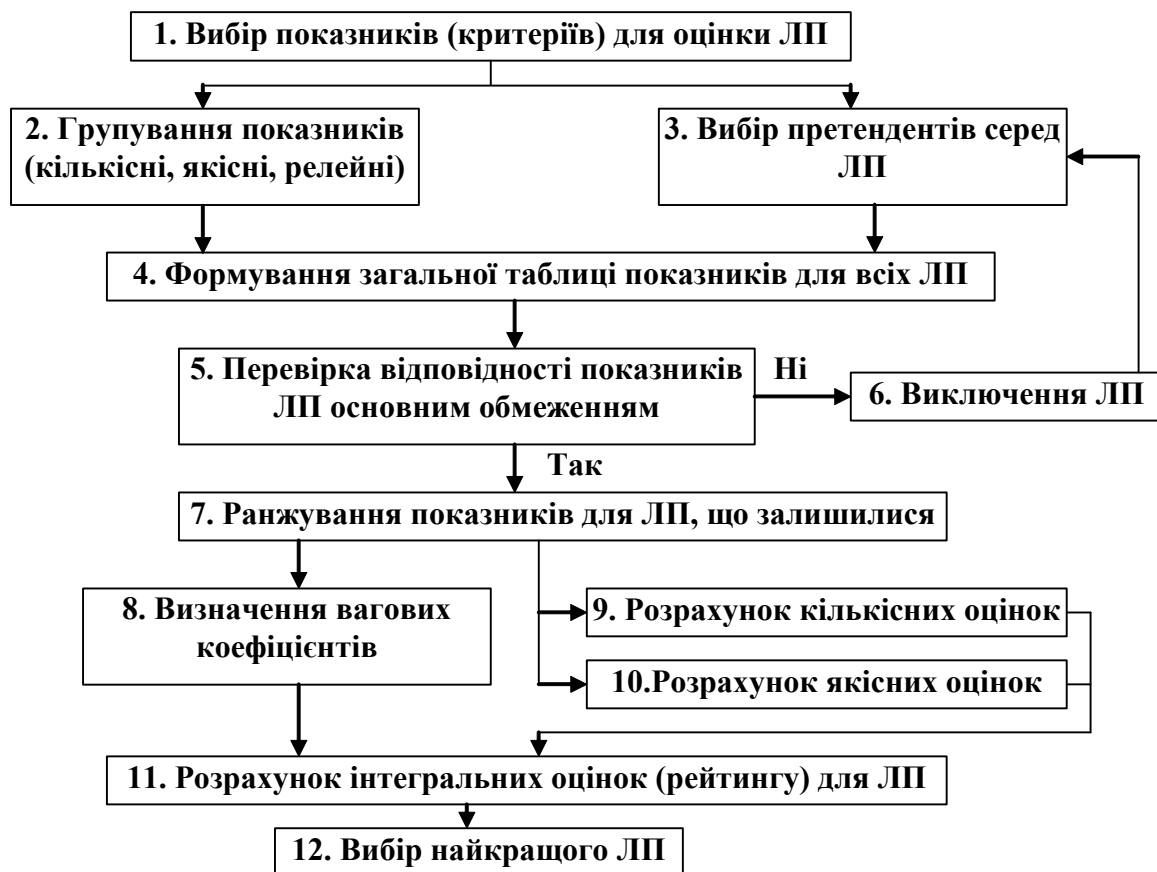 1. Вибір показників (критеріїв) для оцінки ЛП
2. Групування показників
(кількісні, якісні, релейні)
3. Вибір претендентів серед
ЛП
4. Формування загальної таблиці показників для всіх ЛП
5. Перевірка відповідності показників
ЛП основним обмеженням
Ні
6. Виключення ЛП
Так
7. Ранжування показників для ЛП, що залишилися
8. Визначення вагових
коефіцієнтів
9. Розрахунок кількісних оцінок
10.Розрахунок якісних оцінок
11. Розрахунок інтегральних оцінок (рейтингу) для ЛП
12. Вибір найкращого ЛП